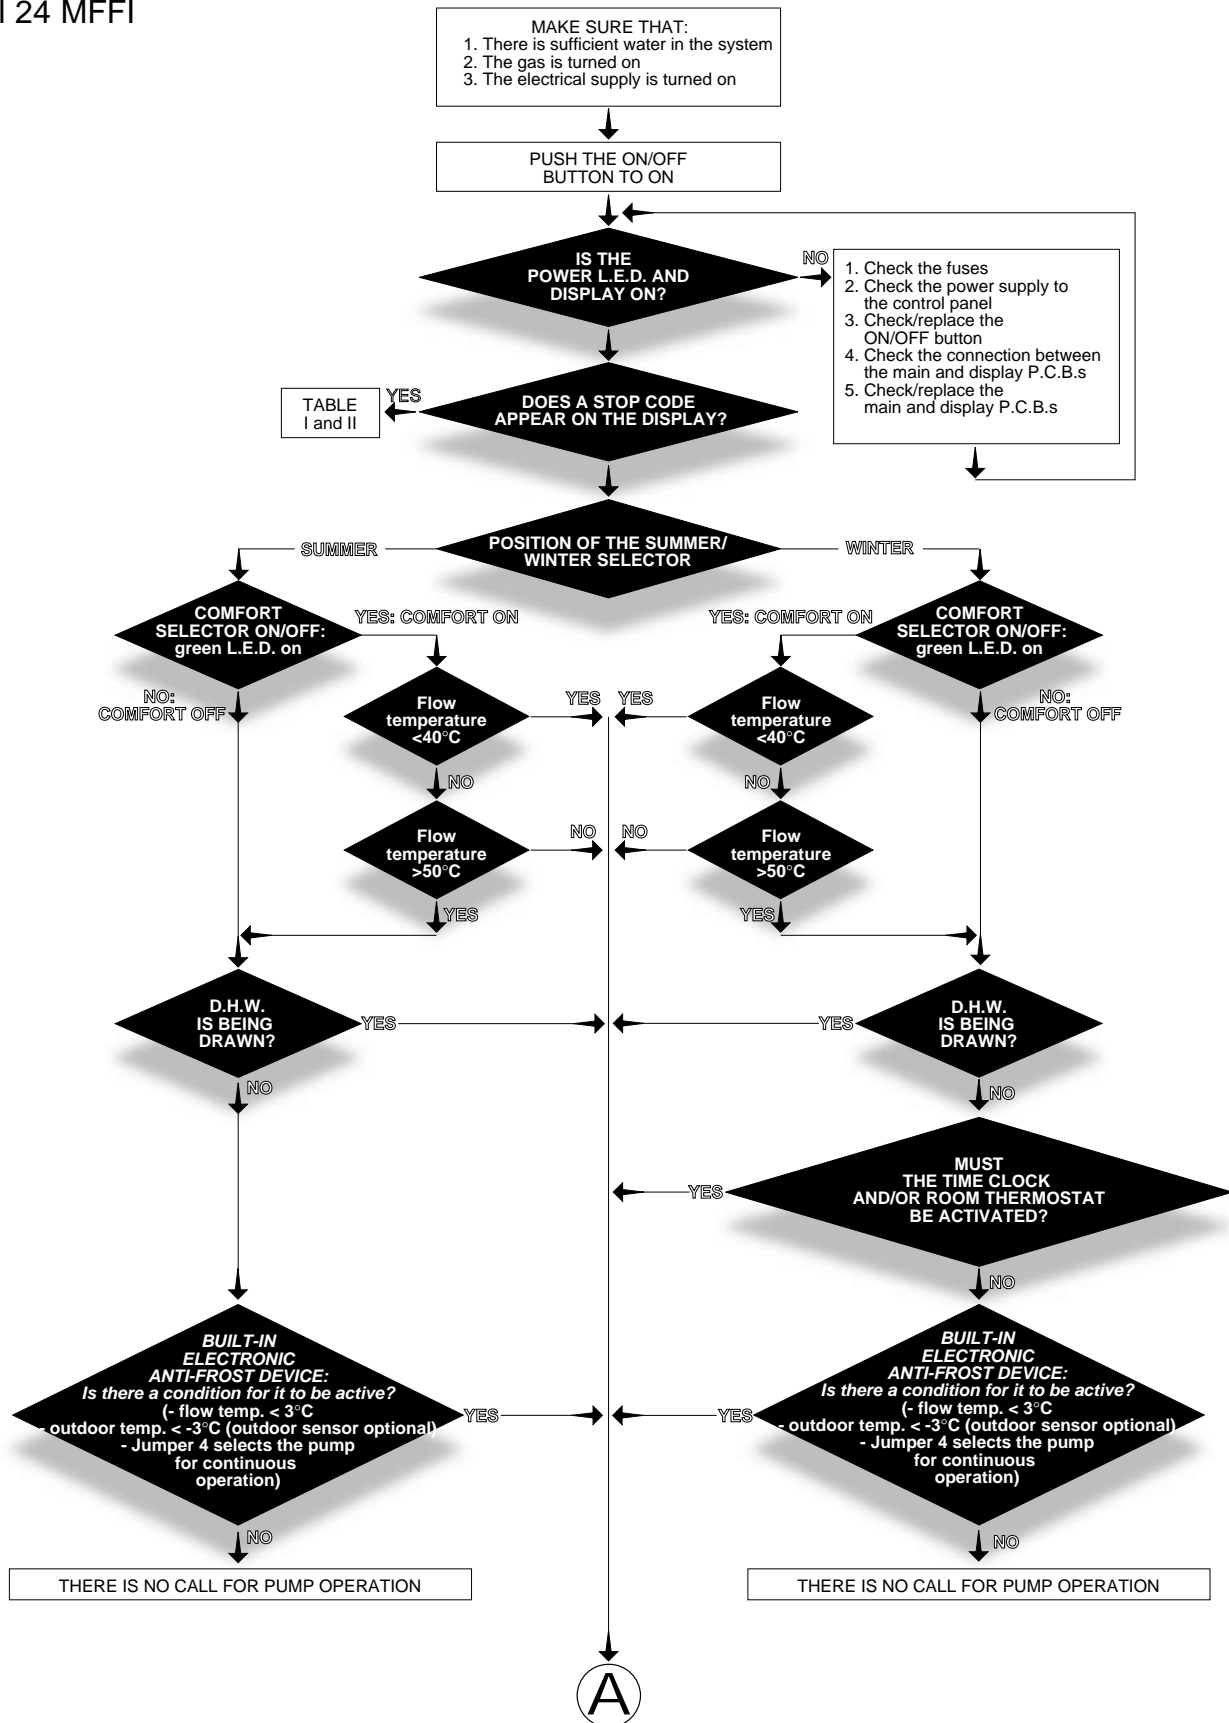 24 MFFI
MAKE SURE THAT:
1. There is sufficient water in the system
2. The gas is turned on
3. The electrical supply is turned on
PUSH THE ON/OFF
BUTTON TO ON
IS THE
POWER L.E.D. AND
DISPLAY ON?
NO
1. Check the fuses
2. Check the power supply to
the control panel
3. Check/replace the
ON/OFF button
4. Check the connection between
the main and display P.C.B.s
5. Check/replace the
main and display P.C.B.s
TABLE
I and II
YES
DOES A STOP CODE
APPEAR ON THE DISPLAY?
SUMMER
POSITION OF THE SUMMER/
WINTER SELECTOR
WINTER
COMFORT
SELECTOR ON/OFF:
green L.E.D. on
YES: COMFORT ON
YES: COMFORT ON
COMFORT
SELECTOR ON/OFF:
green L.E.D. on
NO:
COMFORT OFF
Flow
temperature
<40°C
YES
YES
Flow
temperature
<40°C
NO:
COMFORT OFF
NO
NO
Flow
temperature
>50°C
NO
NO
Flow
temperature
>50°C
YES
YES
D.H.W.
IS BEING
DRAWN?
YES
YES
D.H.W.
IS BEING
DRAWN?
NO
NO
YES
MUST
THE TIME CLOCK
AND/OR ROOM THERMOSTAT
BE ACTIVATED?
NO
BUILT-IN
ELECTRONIC
ANTI-FROST DEVICE:
Is there a condition for it to be active?
(- flow temp. < 3°C
- outdoor temp. < -3°C (outdoor sensor optional)
- Jumper 4 selects the pump
for continuous
operation)
YES
YES
BUILT-IN
ELECTRONIC
ANTI-FROST DEVICE:
Is there a condition for it to be active?
(- flow temp. < 3°C
- outdoor temp. < -3°C (outdoor sensor optional)
- Jumper 4 selects the pump
for continuous
operation)
NO
NO
THERE IS NO CALL FOR PUMP OPERATION
THERE IS NO CALL FOR PUMP OPERATION
A